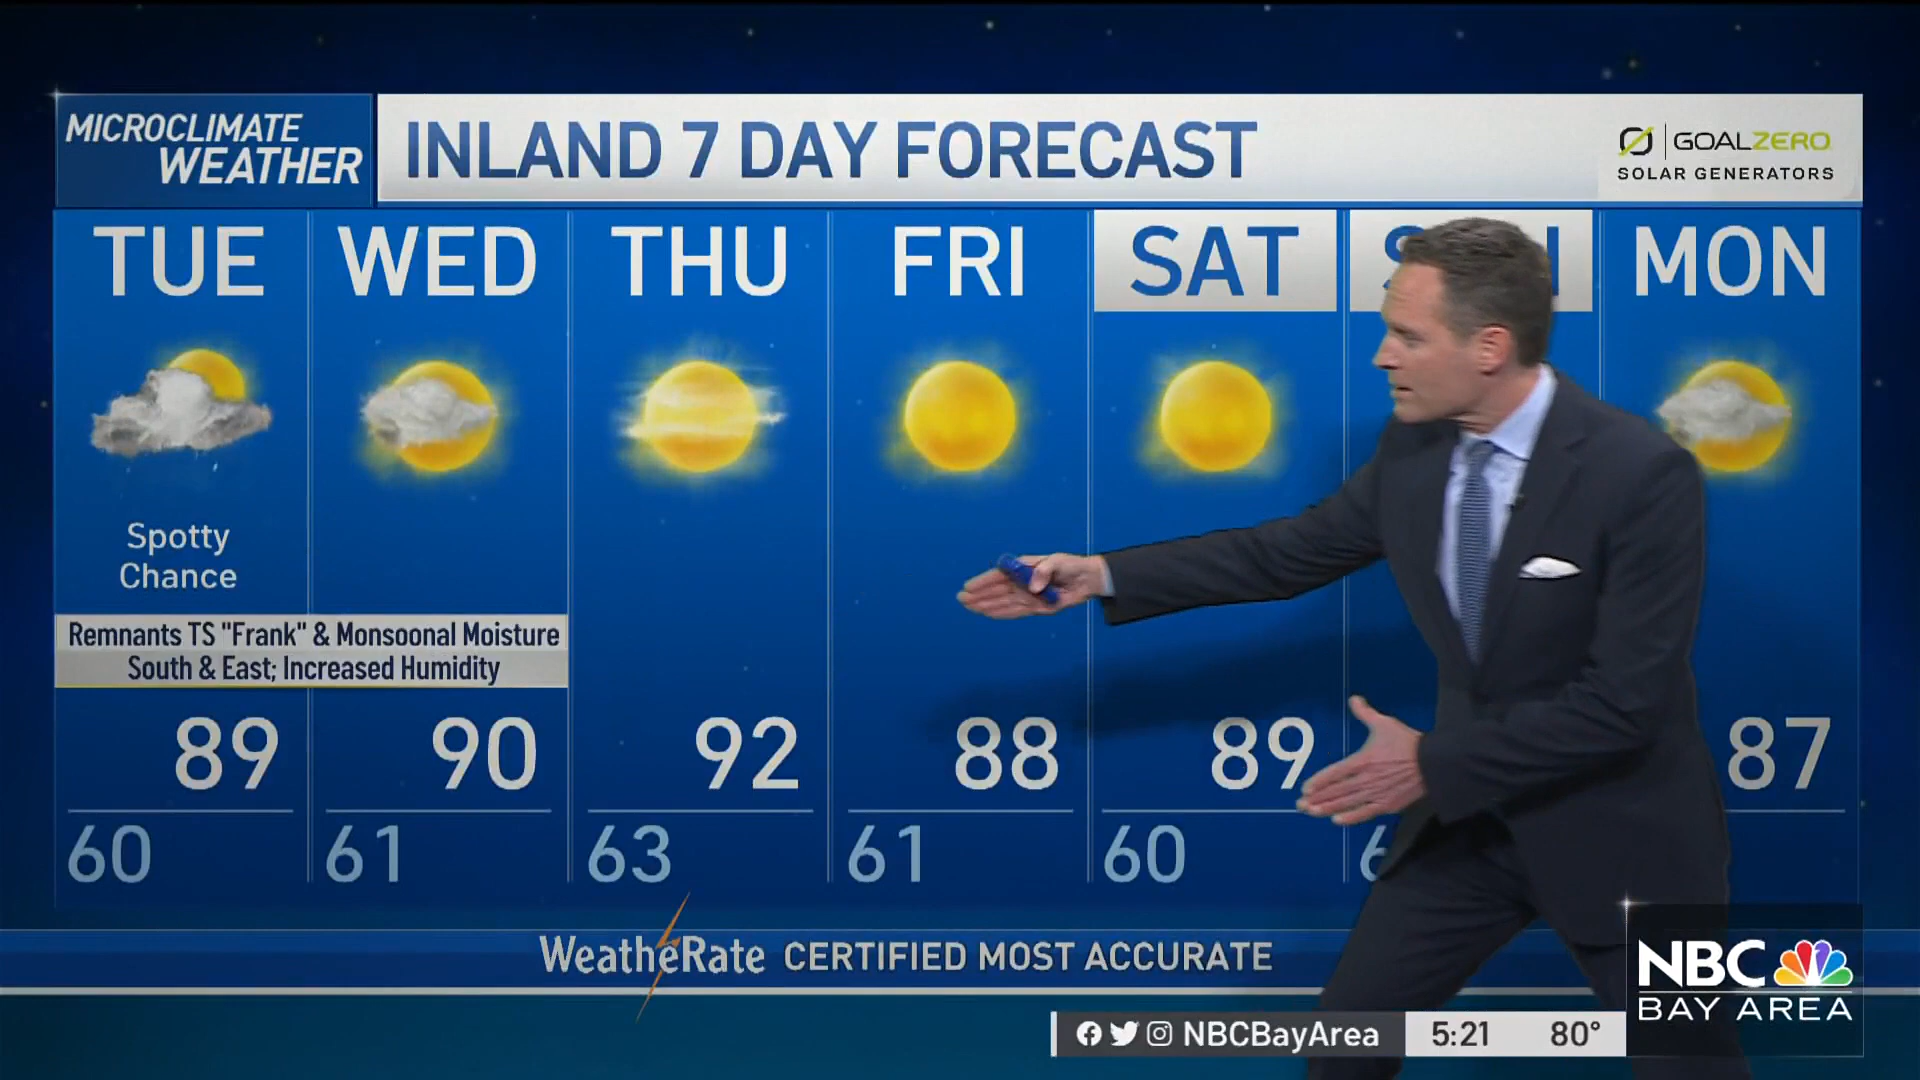 MICROCLIMATE
WEATHER
INLAND 7 DAY FORECAST
GOALZERO
SOLAR GENERATORS
TUE WED THU FRI SAT MON
Spotty
Chance
Remnants TS "Frank" & Monsoonal Moisture
South & East; Increased Humidity
89 90 92 88 89 87
60 61 63 61 60
WeatheRate CERTIFIED MOST ACCURATE
NBC
BAY AREA
NBCBayArea 5:21 80°